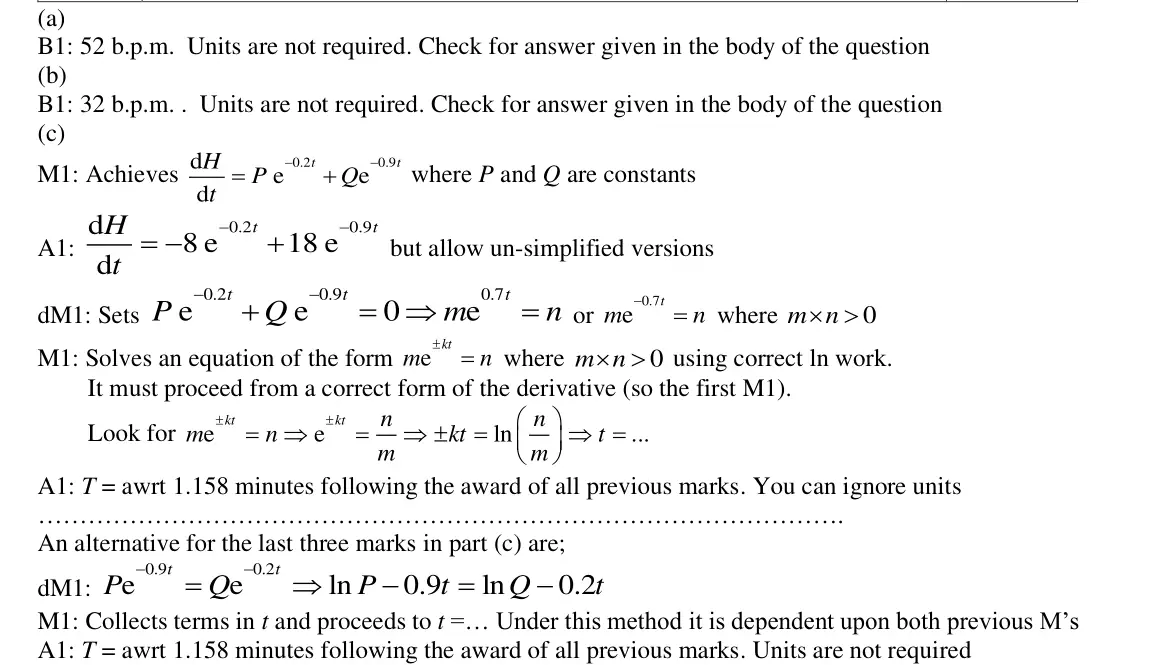 (a)
B1: 52 b.p.m.  Units are not required. Check for answer given in the body of the question
(b)
B1: 32 b.p.m. .  Units are not required. Check for answer given in the body of the question
(c)
M1: Achieves dH/dt = P e^(−0.2t) + Qe^(−0.9t) where P and Q are constants
A1: dH/dt = −8 e^(−0.2t) + 18 e^(−0.9t) but allow un-simplified versions
dM1: Sets P e^(−0.2t) + Q e^(−0.9t) = 0 ⇒ me^(0.7t) = n or me^(−0.7t) = n where m×n > 0
M1: Solves an equation of the form me^(±kt) = n where m×n > 0 using correct ln work.
It must proceed from a correct form of the derivative (so the first M1).
Look for me^(±kt) = n ⇒ e^(±kt) = n/m ⇒ ±kt = ln(n/m) ⇒ t = ...
A1: T = awrt 1.158 minutes following the award of all previous marks. You can ignore units
…………………………………………………………………………………….
An alternative for the last three marks in part (c) are;
dM1: Pe^(−0.9t) = Qe^(−0.2t) ⇒ ln P − 0.9t = ln Q − 0.2t
M1: Collects terms in t and proceeds to t =… Under this method it is dependent upon both previous M’s
A1: T = awrt 1.158 minutes following the award of all previous marks. Units are not required